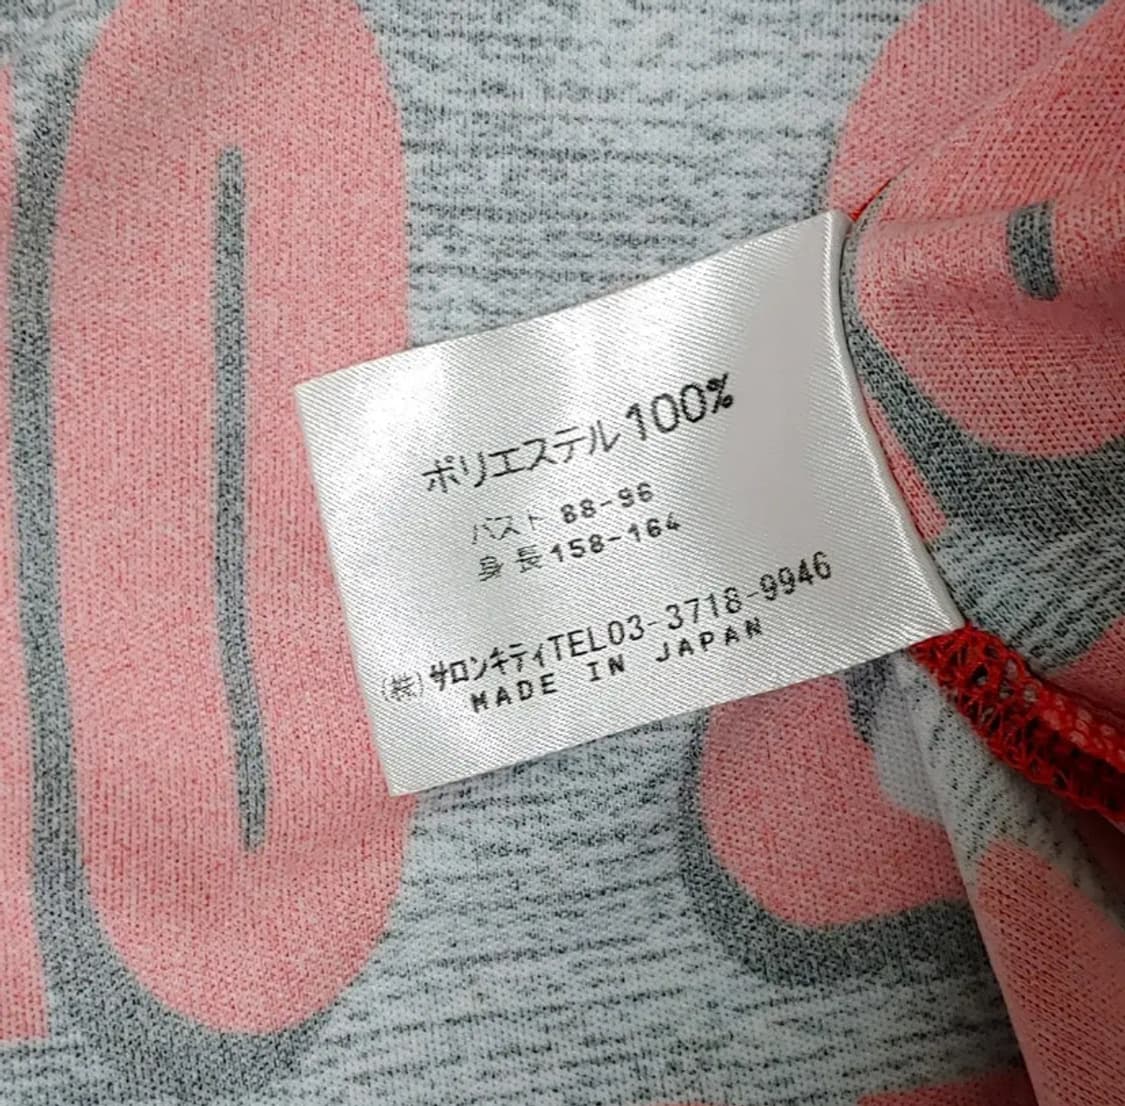 ポリエステル100%
バスト 88-96
身長158-164
(株)サロンキティTEL03-3718-9946
MADE IN JAPAN